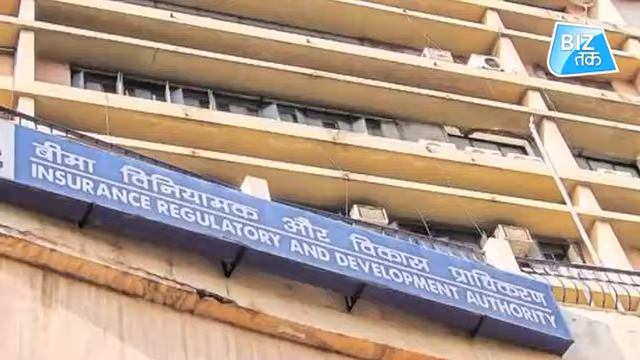 BIZ
तक
बीमा विनियामक और विकास प्राधिकरण
INSURANCE REGULATORY AND DEVELOPMENT AUTHORITY